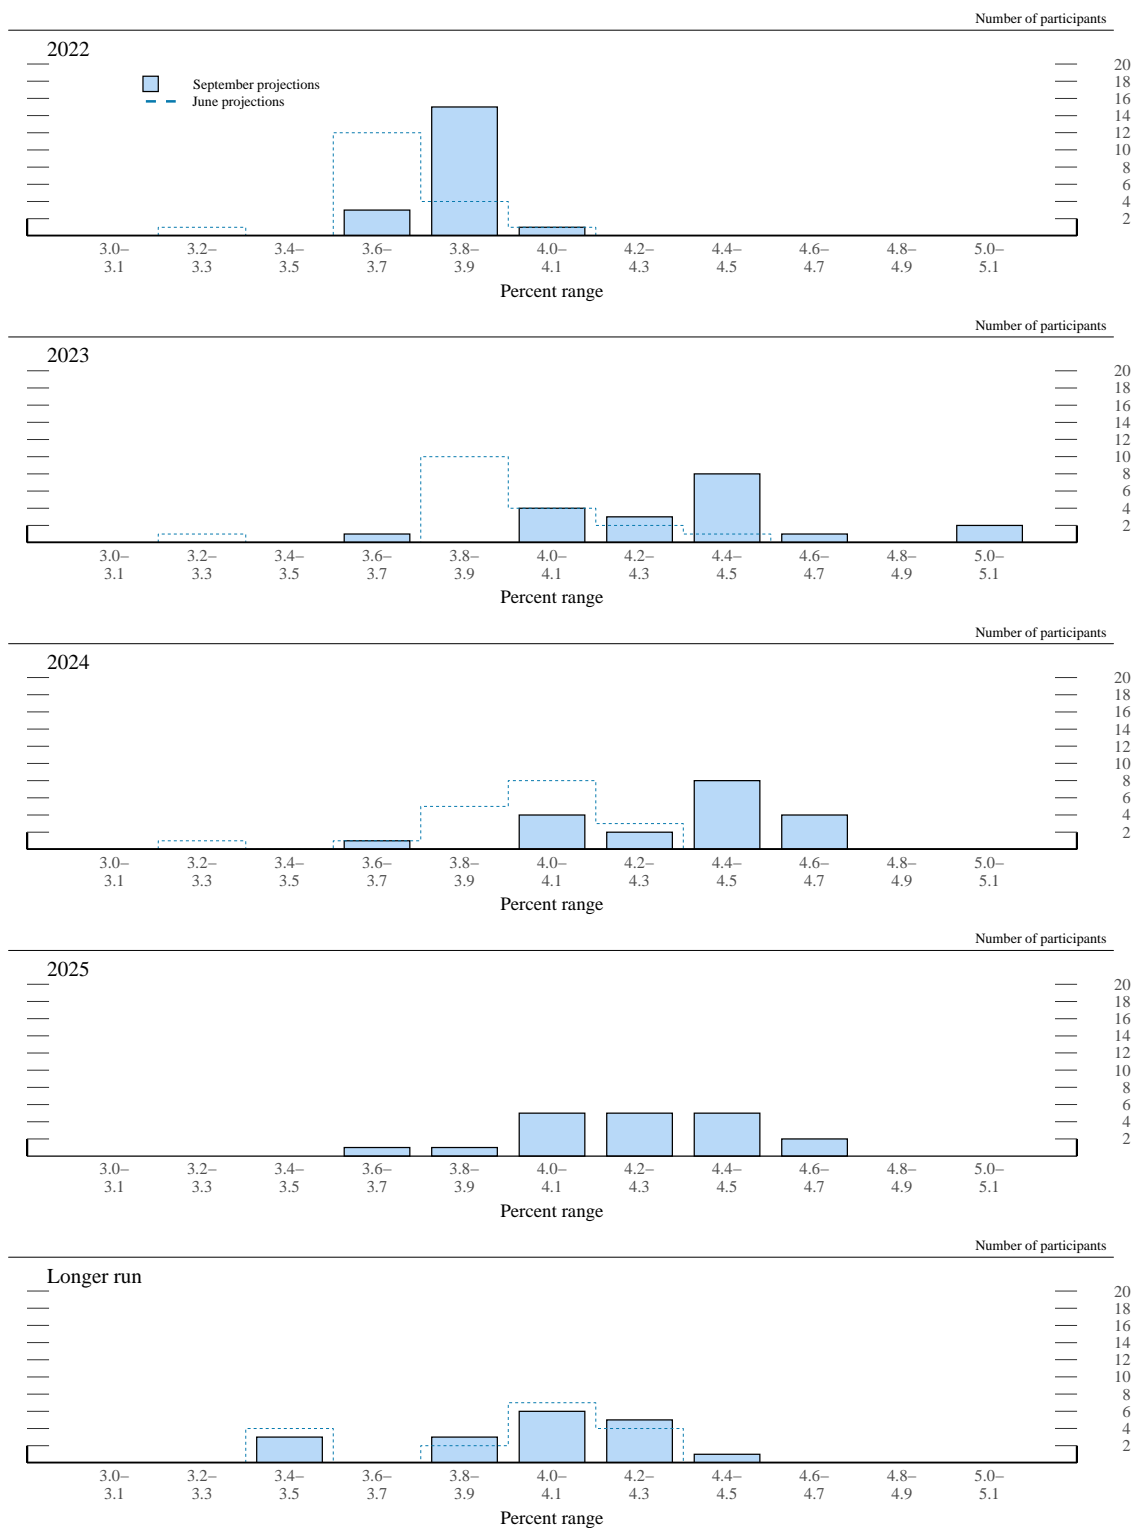 Number of participants
2022
September projections
June projections
20
18
16
14
12
10
8
6
4
2
3.0– 3.2– 3.4– 3.6– 3.8– 4.0– 4.2– 4.4– 4.6– 4.8– 5.0–
3.1 3.3 3.5 3.7 3.9 4.1 4.3 4.5 4.7 4.9 5.1
Percent range
Number of participants
2023
20
18
16
14
12
10
8
6
4
2
3.0– 3.2– 3.4– 3.6– 3.8– 4.0– 4.2– 4.4– 4.6– 4.8– 5.0–
3.1 3.3 3.5 3.7 3.9 4.1 4.3 4.5 4.7 4.9 5.1
Percent range
Number of participants
2024
20
18
16
14
12
10
8
6
4
2
3.0– 3.2– 3.4– 3.6– 3.8– 4.0– 4.2– 4.4– 4.6– 4.8– 5.0–
3.1 3.3 3.5 3.7 3.9 4.1 4.3 4.5 4.7 4.9 5.1
Percent range
Number of participants
2025
20
18
16
14
12
10
8
6
4
2
3.0– 3.2– 3.4– 3.6– 3.8– 4.0– 4.2– 4.4– 4.6– 4.8– 5.0–
3.1 3.3 3.5 3.7 3.9 4.1 4.3 4.5 4.7 4.9 5.1
Percent range
Number of participants
Longer run
20
18
16
14
12
10
8
6
4
2
3.0– 3.2– 3.4– 3.6– 3.8– 4.0– 4.2– 4.4– 4.6– 4.8– 5.0–
3.1 3.3 3.5 3.7 3.9 4.1 4.3 4.5 4.7 4.9 5.1
Percent range